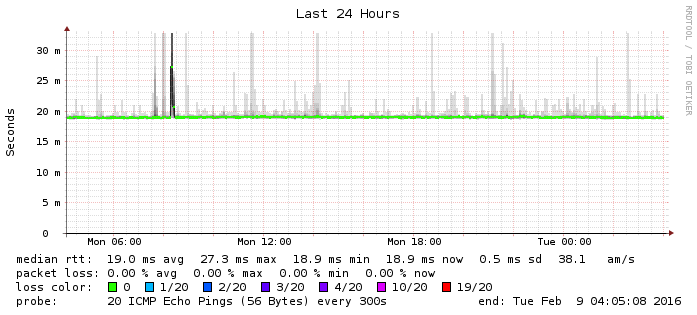 Last 24 Hours
RRDTOOL / TOBI OETIKER
Seconds
30 m
25 m
20 m
15 m
10 m
5 m
0
Mon 06:00 Mon 12:00 Mon 18:00 Tue 00:00
median rtt: 19.0 ms avg 27.3 ms max 18.9 ms min 18.9 ms now 0.5 ms sd 38.1 am/s
packet loss: 0.00 % avg 0.00 % max 0.00 % min 0.00 % now
loss color: 0 1/20 2/20 3/20 4/20 10/20 19/20
probe: 20 ICMP Echo Pings (56 Bytes) every 300s end: Tue Feb 9 04:05:08 2016